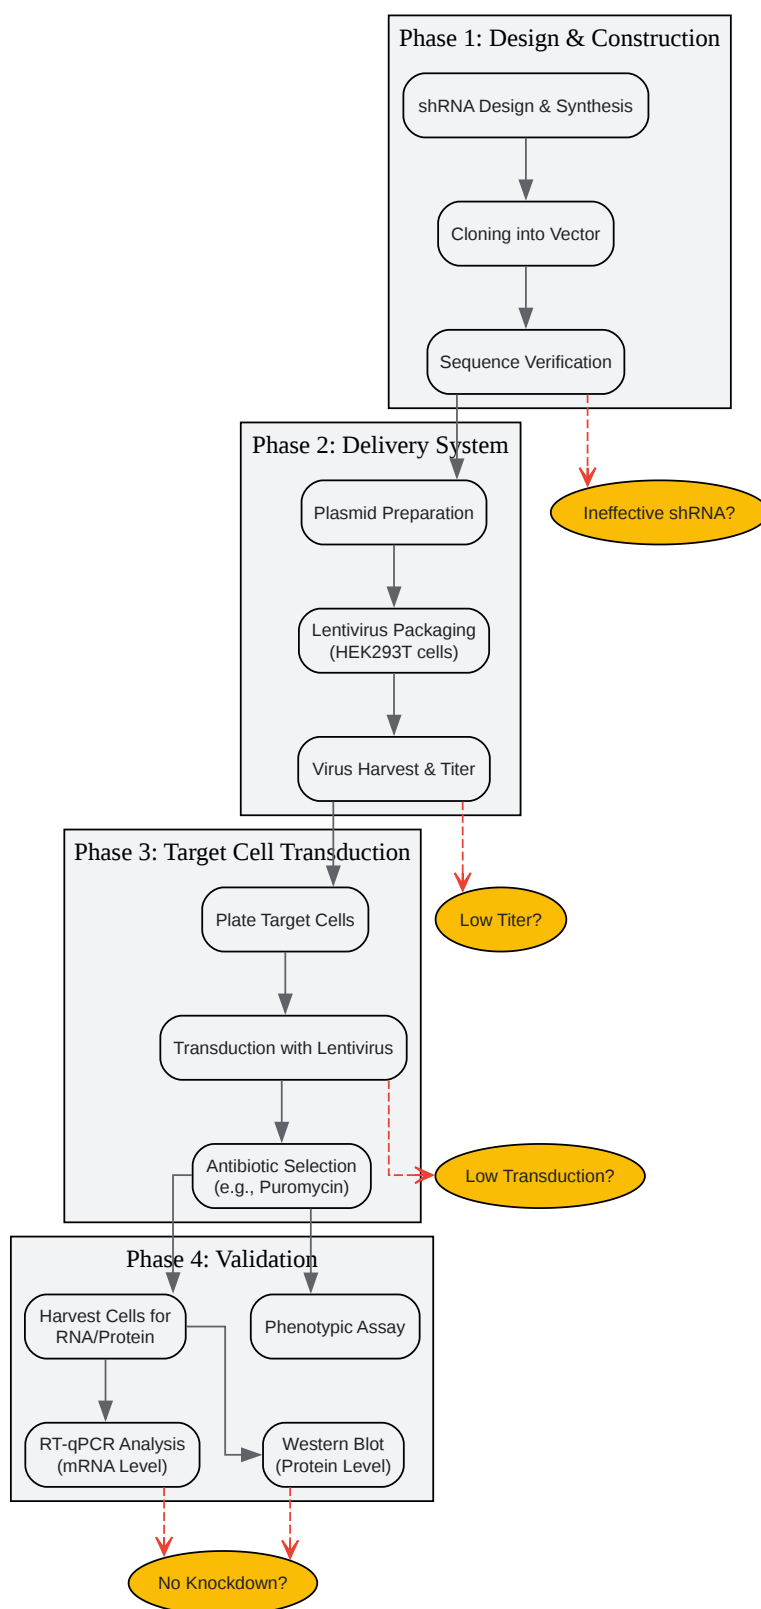 Phase 1: Design & Construction
shRNA Design & Synthesis
Cloning into Vector
Sequence Verification
Phase 2: Delivery System
Plasmid Preparation
Ineffective shRNA?
Lentivirus Packaging
(HEK293T cells)
Virus Harvest & Titer
Phase 3: Target Cell Transduction
Plate Target Cells
Low Titer?
Transduction with Lentivirus
Antibiotic Selection
(e.g., Puromycin)
Low Transduction?
Phase 4: Validation
Harvest Cells for
RNA/Protein
Phenotypic Assay
RT-qPCR Analysis
(mRNA Level)
Western Blot
(Protein Level)
No Knockdown?